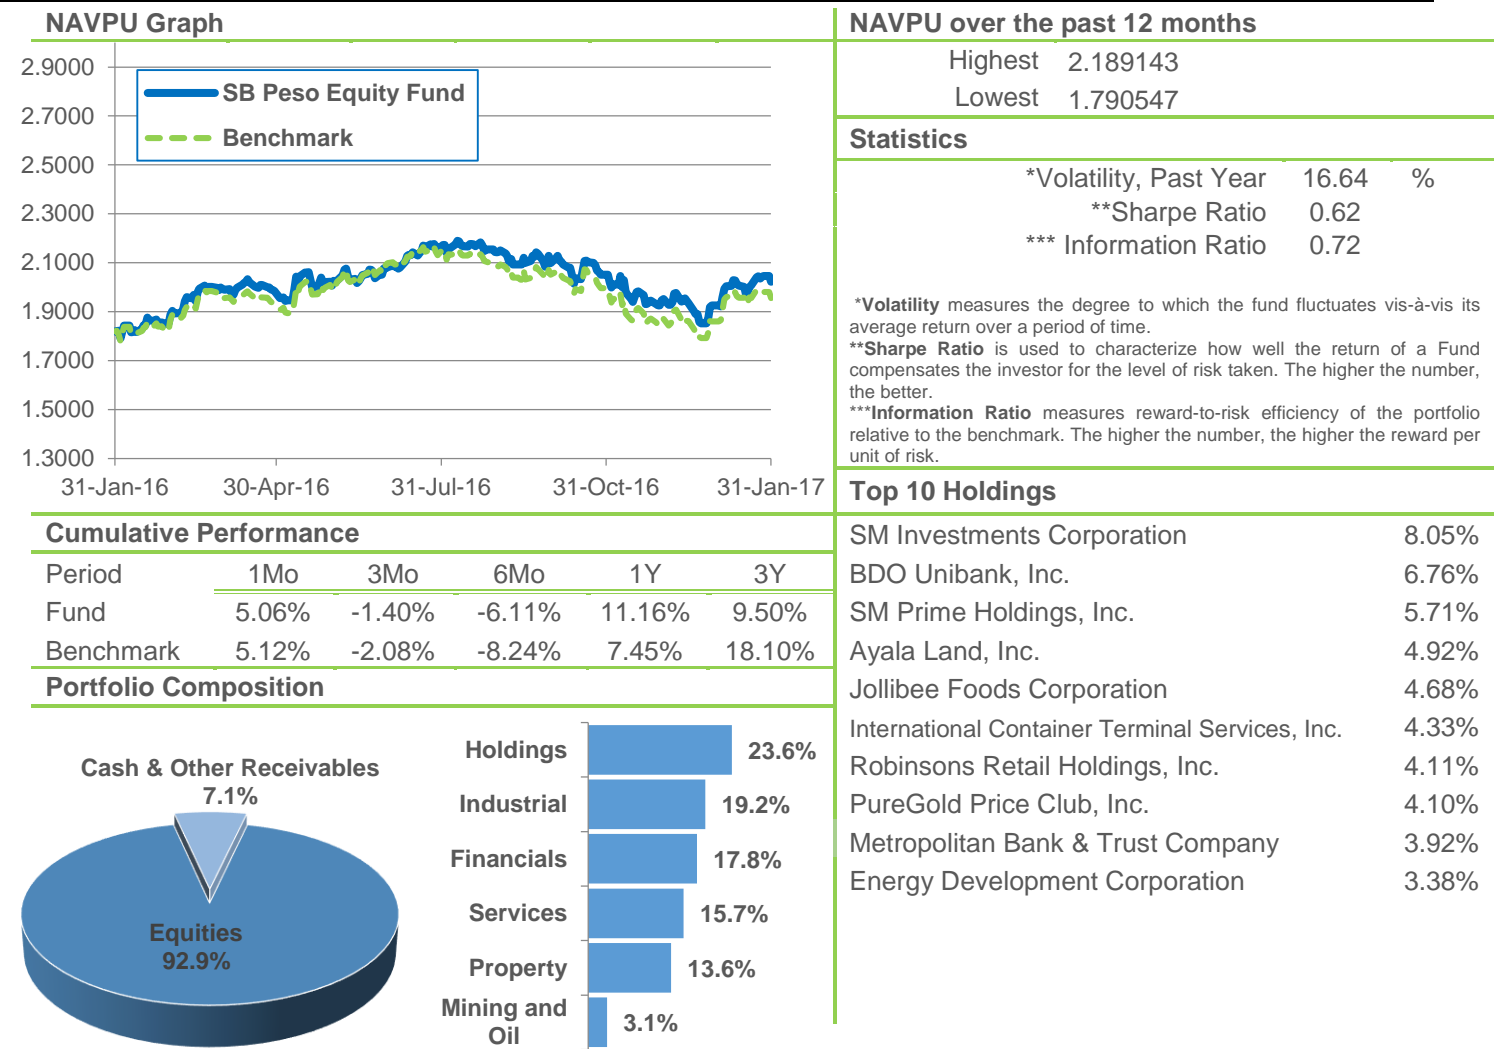 NAVPU Graph
2.9000
2.7000
2.5000
2.3000
2.1000
1.9000
1.7000
1.5000
1.3000
SB Peso Equity Fund
Benchmark
31-Jan-16 30-Apr-16 31-Jul-16 31-Oct-16 31-Jan-17
Cumulative Performance
Period 1Mo 3Mo 6Mo 1Y 3Y
Fund 5.06% -1.40% -6.11% 11.16% 9.50%
Benchmark 5.12% -2.08% -8.24% 7.45% 18.10%
Portfolio Composition
Cash & Other Receivables
7.1%
Equities
92.9%
Holdings 23.6%
Industrial 19.2%
Financials 17.8%
Services 15.7%
Property 13.6%
Mining and
Oil 3.1%
NAVPU over the past 12 months
Highest 2.189143
Lowest 1.790547
Statistics
*Volatility, Past Year 16.64 %
**Sharpe Ratio 0.62
*** Information Ratio 0.72
*Volatility measures the degree to which the fund fluctuates vis-à-vis its
average return over a period of time.
**Sharpe Ratio is used to characterize how well the return of a Fund
compensates the investor for the level of risk taken. The higher the number,
the better.
***Information Ratio measures reward-to-risk efficiency of the portfolio
relative to the benchmark. The higher the number, the higher the reward per
unit of risk.
Top 10 Holdings
SM Investments Corporation 8.05%
BDO Unibank, Inc. 6.76%
SM Prime Holdings, Inc. 5.71%
Ayala Land, Inc. 4.92%
Jollibee Foods Corporation 4.68%
International Container Terminal Services, Inc. 4.33%
Robinsons Retail Holdings, Inc. 4.11%
PureGold Price Club, Inc. 4.10%
Metropolitan Bank & Trust Company 3.92%
Energy Development Corporation 3.38%